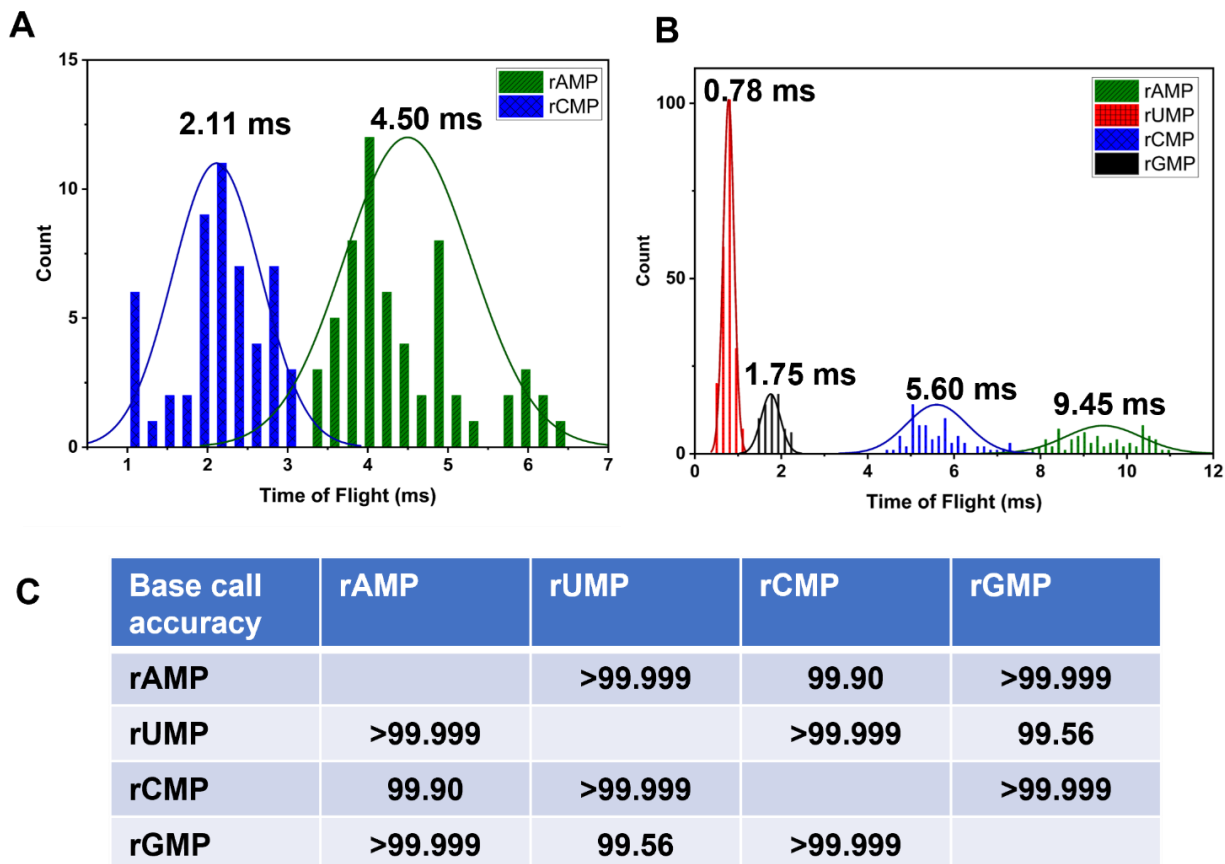 A
15
10
5
0
Count
2.11 ms
4.50 ms
rAMP
rCMP
1 2 3 4 5 6 7
Time of Flight (ms)
B
100
50
0
Count
0.78 ms
1.75 ms
5.60 ms
9.45 ms
rAMP
rUMP
rCMP
rGMP
0 2 4 6 8 10 12
Time of Flight (ms)
C
Base call accuracy rAMP rUMP rCMP rGMP
rAMP >99.999 99.90 >99.999
rUMP >99.999 >99.999 99.56
rCMP 99.90 >99.999 >99.999
rGMP >99.999 99.56 >99.999